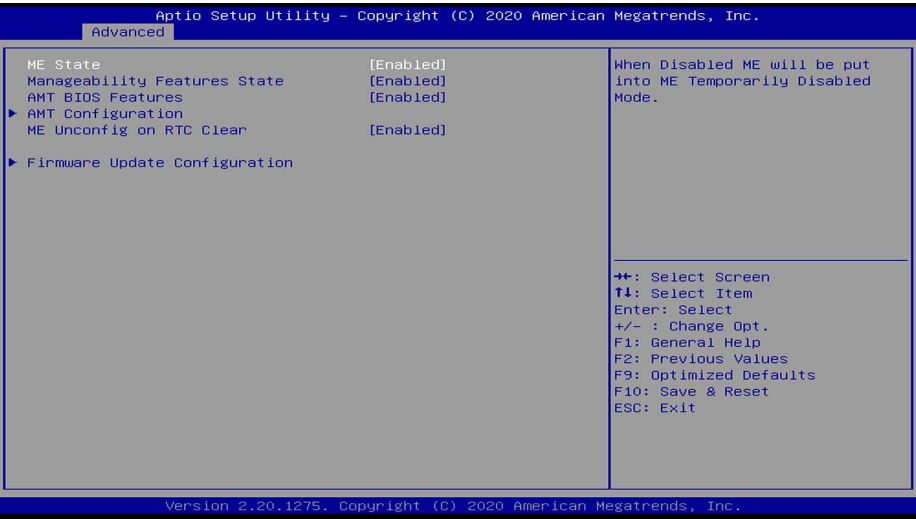 Aptio Setup Utility – Copyright (C) 2020 American Megatrends, Inc.
Advanced
ME State [Enabled]
Manageability Features State [Enabled]
AMT BIOS Features [Enabled]
▶ AMT Configuration
ME Unconfig on RTC Clear [Enabled]
▶ Firmware Update Configuration
When Disabled ME will be put
into ME Temporarily Disabled
Mode.
→←: Select Screen
↑↓: Select Item
Enter: Select
+/- : Change Opt.
F1: General Help
F2: Previous Values
F9: Optimized Defaults
F10: Save & Reset
ESC: Exit
Version 2.20.1275. Copyright (C) 2020 American Megatrends, Inc.